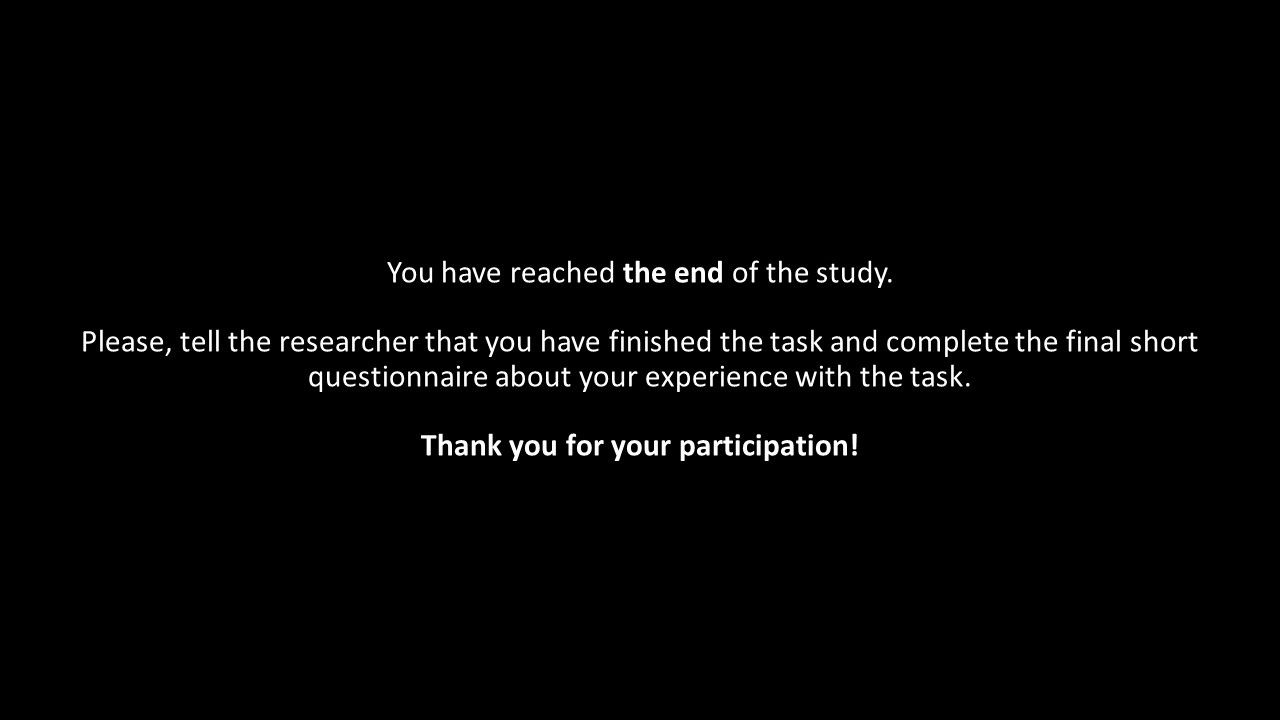 You have reached the end of the study.
Please, tell the researcher that you have finished the task and complete the final short
questionnaire about your experience with the task.
Thank you for your participation!